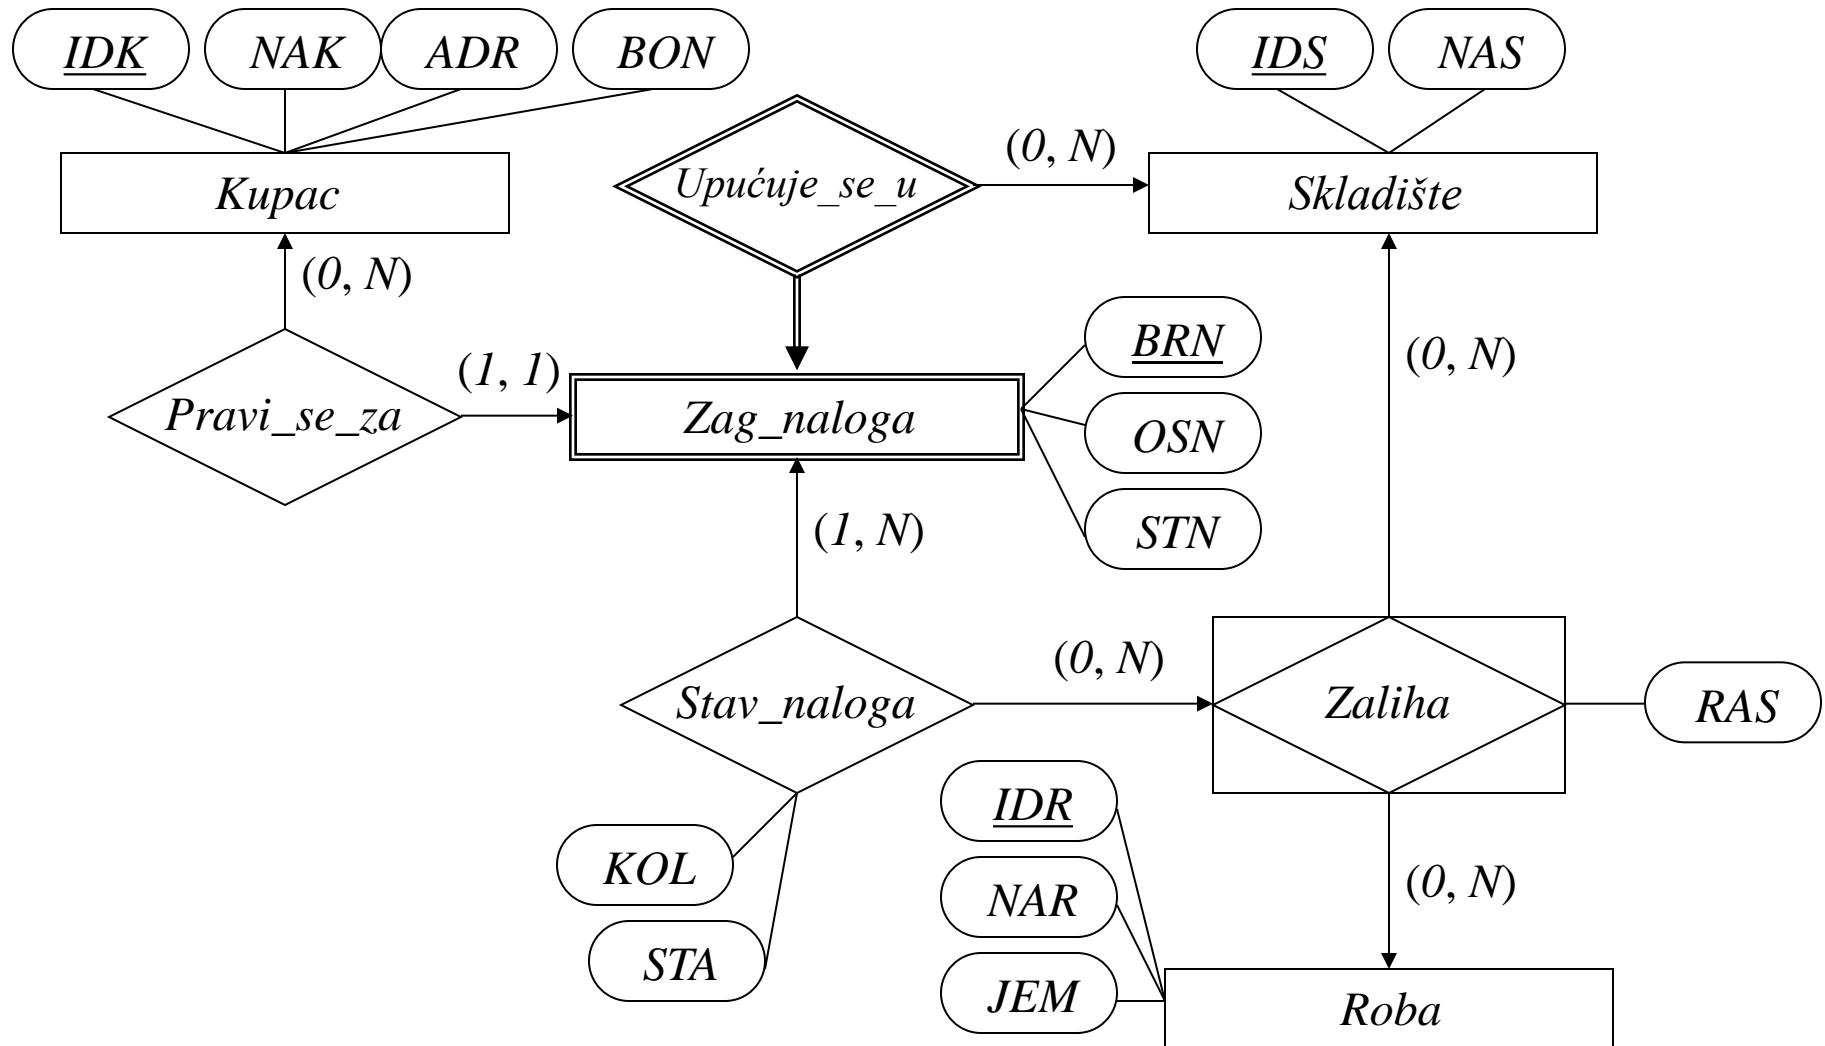 IDK NAK ADR BON IDS NAS
(0, N)
Upućuje_se_u
Kupac
Skladište
(0, N)
BRN
(0, N)
(1, 1)
Pravi_se_za
Zag_naloga
OSN
(1, N)
STN
(0, N)
Stav_naloga
Zaliha
RAS
IDR
KOL
(0, N)
NAR
STA
JEM
Roba